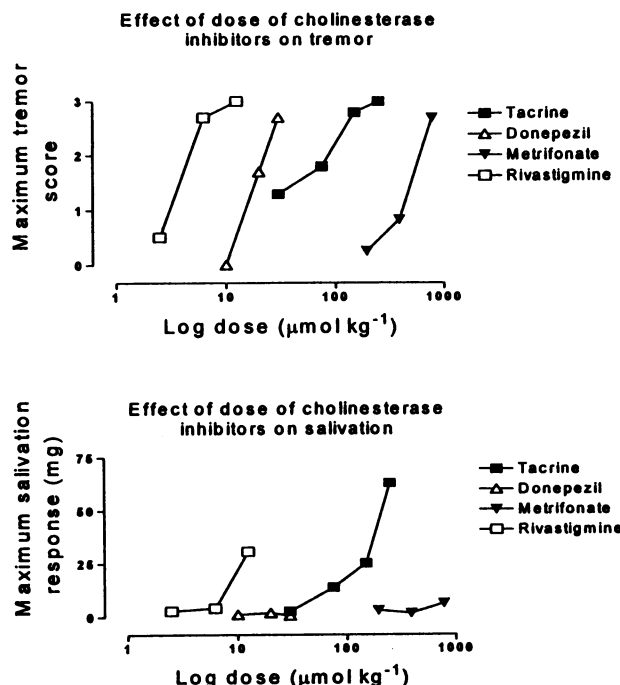 Effect of dose of cholinesterase
inhibitors on tremor
Maximum tremor
score
3
2
1
0
Tacrine
Donepezil
Metrifonate
Rivastigmine
1
10
100
1000
Log dose (μmol kg⁻¹)
Effect of dose of cholinesterase
inhibitors on salivation
Maximum salivation
response (mg)
75
50
25
0
Tacrine
Donepezil
Metrifonate
Rivastigmine
1
10
100
1000
Log dose (μmol kg⁻¹)